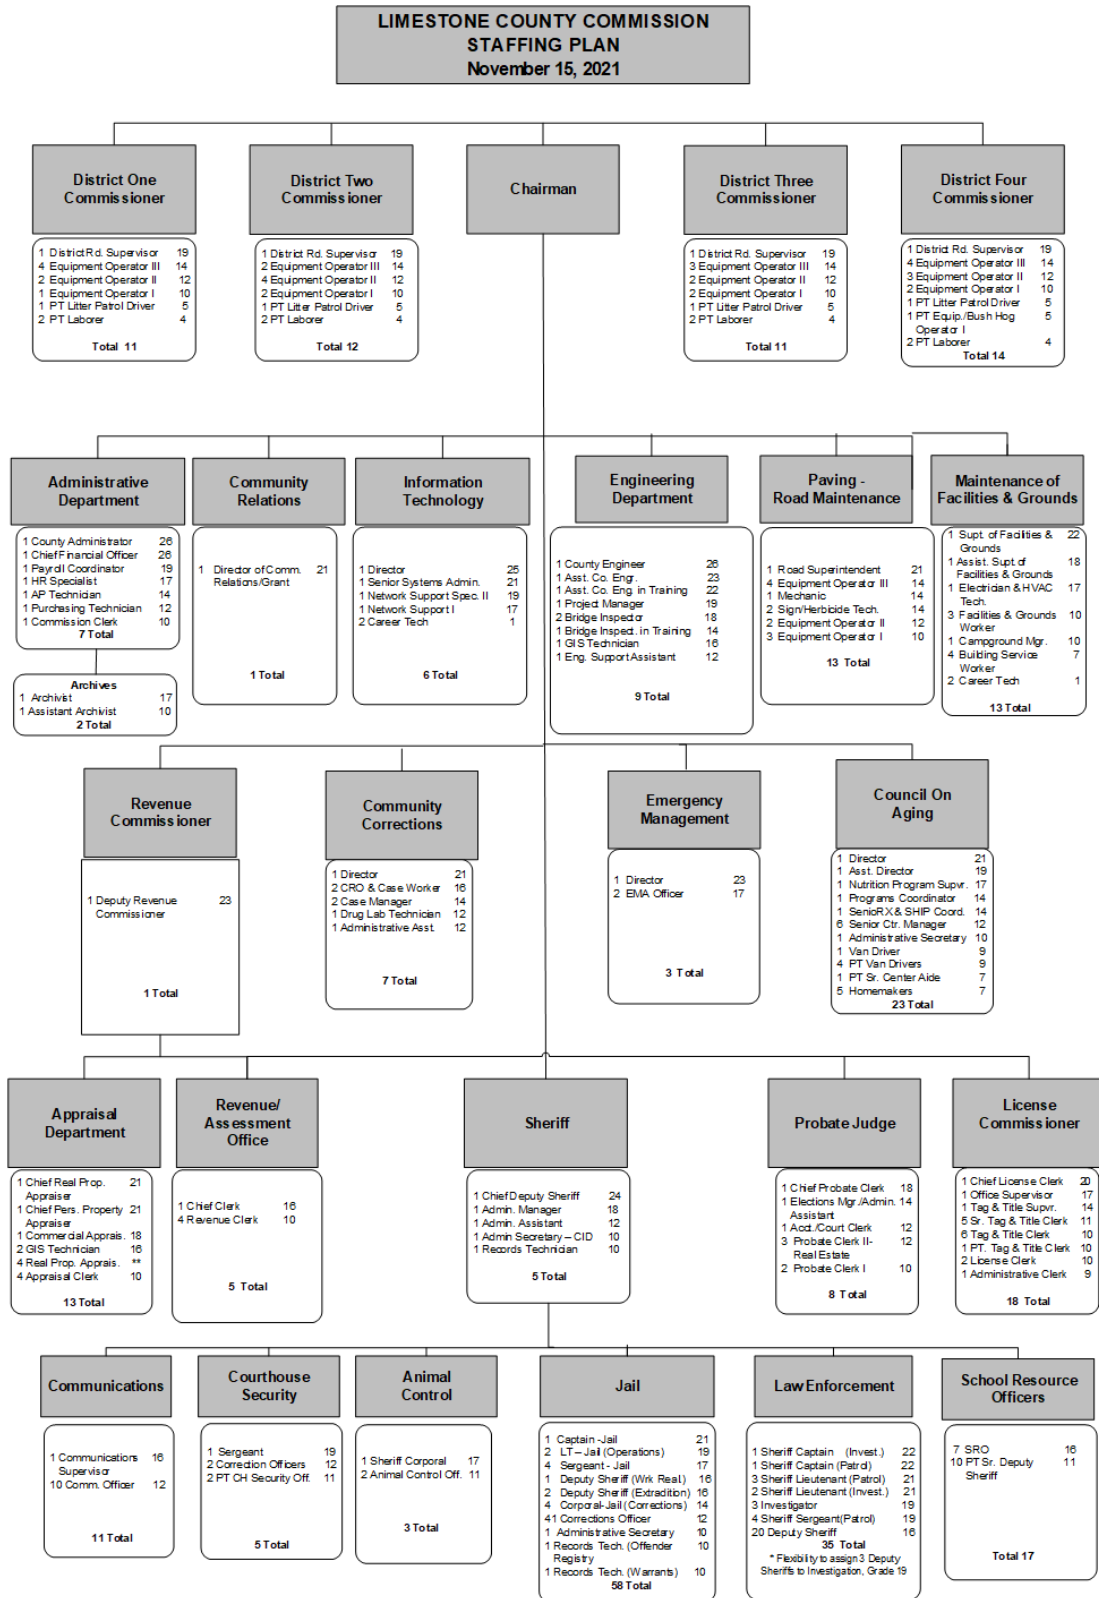 LIMESTONE COUNTY COMMISSION
STAFFING PLAN
November 15, 2021
District One
Commissioner
1 District Rd. Supervisor 19
4 Equipment Operator III 14
2 Equipment Operator II 12
1 Equipment Operator I 10
1 PT Litter Patrol Driver 5
2 PT Laborer 4
Total 11
District Two
Commissioner
1 District Rd. Supervisor 19
2 Equipment Operator III 14
4 Equipment Operator II 12
2 Equipment Operator I 10
1 PT Litter Patrol Driver 5
2 PT Laborer 4
Total 12
Chairman
District Three
Commissioner
1 District Rd. Supervisor 19
3 Equipment Operator III 14
2 Equipment Operator II 12
2 Equipment Operator I 10
1 PT Litter Patrol Driver 5
2 PT Laborer 4
Total 11
District Four
Commissioner
1 District Rd. Supervisor 19
4 Equipment Operator III 14
3 Equipment Operator II 12
2 Equipment Operator I 10
1 PT Litter Patrol Driver 5
1 PT Equip./Bush Hog 5
Operator I
2 PT Laborer 4
Total 14
Administrative
Department
1 County Administrator 26
1 Chief Financial Officer 26
1 Payroll Coordinator 19
1 HR Specialist 17
1 AP Technician 14
1 Purchasing Technician 12
1 Commission Clerk 10
7 Total
Archives
1 Archivist 17
1 Assistant Archivist 10
2 Total
Community
Relations
1 Director of Comm. 21
Relations/Grant
1 Total
Information
Technology
1 Director 25
1 Senior Systems Admin. 21
1 Network Support Spec. II 19
1 Network Support I 17
2 Career Tech 1
6 Total
Engineering
Department
1 County Engineer 26
1 Asst. Co. Engr. 23
1 Asst. Co. Eng. in Training 22
1 Project Manager 19
2 Bridge Inspector 18
1 Bridge Inspect. in Training 14
1 GIS Technician 16
1 Eng. Support Assistant 12
9 Total
Paving -
Road Maintenance
1 Road Superintendent 21
4 Equipment Operator III 14
1 Mechanic 14
2 Sign/Herbicide Tech. 14
2 Equipment Operator II 12
3 Equipment Operator I 10
13 Total
Maintenance of
Facilities & Grounds
1 Supt. of Facilities & 22
Grounds
1 Assist. Supt. of 18
Facilities & Grounds
1 Electrician & HVAC 17
Tech.
3 Facilities & Grounds 10
Worker
1 Campground Mgr. 10
4 Building Service 7
Worker
2 Career Tech 1
13 Total
Revenue
Commissioner
1 Deputy Revenue 23
Commissioner
1 Total
Community
Corrections
1 Director 21
2 CRO & Case Worker 16
2 Case Manager 14
1 Drug Lab Technician 12
1 Administrative Asst. 12
7 Total
Emergency
Management
1 Director 23
2 EMA Officer 17
3 Total
Council On
Aging
1 Director 21
1 Asst. Director 19
1 Nutrition Program Supvr. 17
1 Programs Coordinator 14
1 SenioRX & SHIP Coord. 14
6 Senior Ctr. Manager 12
1 Administrative Secretary 10
1 Van Driver 9
4 PT Van Drivers 9
1 PT Sr. Center Aide 7
5 Homemakers 7
23 Total
Appraisal
Department
1 Chief Real Prop. 21
Appraiser
1 Chief Pers. Property 21
Appraiser
1 Commercial Apprais. 18
2 GIS Technician 16
4 Real Prop. Apprais. **
4 Appraisal Clerk 10
13 Total
Revenue/
Assessment
Office
1 Chief Clerk 16
4 Revenue Clerk 10
5 Total
Sheriff
1 Chief Deputy Sheriff 24
1 Admin. Manager 18
1 Admin. Assistant 12
1 Admin Secretary – CID 10
1 Records Technician 10
5 Total
Probate Judge
1 Chief Probate Clerk 18
1 Elections Mgr./Admin. 14
Assistant
1 Acct./Court Clerk 12
3 Probate Clerk II- 12
Real Estate
2 Probate Clerk I 10
8 Total
License
Commissioner
1 Chief License Clerk 20
1 Office Supervisor 17
1 Tag & Title Supvr. 14
5 Sr. Tag & Title Clerk 11
6 Tag & Title Clerk 10
1 PT. Tag & Title Clerk 10
2 License Clerk 10
1 Administrative Clerk 9
18 Total
Communications
1 Communications 16
Supervisor
10 Comm. Officer 12
11 Total
Courthouse
Security
1 Sergeant 19
2 Correction Officers 12
2 PT CH Security Off. 11
5 Total
Animal
Control
1 Sheriff Corporal 17
2 Animal Control Off. 11
3 Total
Jail
1 Captain -Jail 21
2 LT – Jail (Operations) 19
4 Sergeant - Jail 17
1 Deputy Sheriff (Wrk Real.) 16
2 Deputy Sheriff (Extradition) 16
4 Corporal-Jail (Corrections) 14
41 Corrections Officer 12
1 Administrative Secretary 10
1 Records Tech. (Offender 10
Registry
1 Records Tech. (Warrants) 10
58 Total
Law Enforcement
1 Sheriff Captain (Invest.) 22
1 Sheriff Captain (Patrol) 22
3 Sheriff Lieutenant (Patrol) 21
2 Sheriff Lieutenant (Invest.) 21
3 Investigator 19
4 Sheriff Sergeant(Patrol) 19
20 Deputy Sheriff 16
35 Total
* Flexibility to assign 3 Deputy
Sheriffs to Investigation, Grade 19
School Resource
Officers
7 SRO 16
10 PT Sr. Deputy 11
Sheriff
Total 17